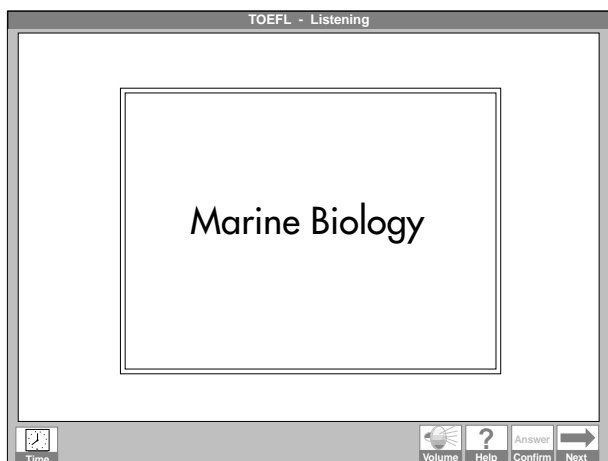 TOEFL - Listening
Marine Biology
?
Answer
Time
Volume
Help
Confirm
Next